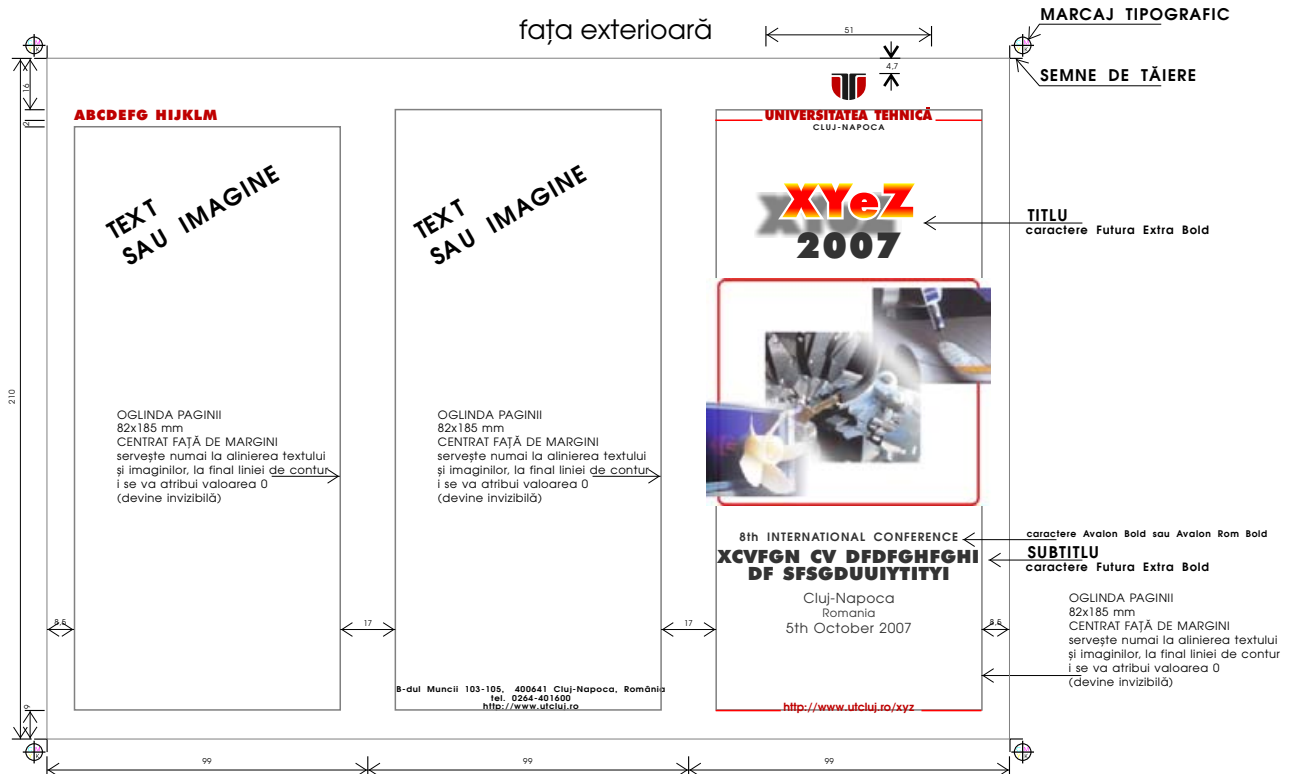 fața exterioară
MARCAJ TIPOGRAFIC
SEMNE DE TĂIERE
51
4,7
16
2
210
9
ABCDEFG HIJKLM
TEXT
SAU IMAGINE
OGLINDA PAGINII
82x185 mm
CENTRAT FAȚĂ DE MARGINI
servește numai la alinierea textului
și imaginilor, la final liniei de contur
i se va atribui valoarea 0
(devine invizibilă)
8,5
17
99
TEXT
SAU IMAGINE
OGLINDA PAGINII
82x185 mm
CENTRAT FAȚĂ DE MARGINI
servește numai la alinierea textului
și imaginilor, la final liniei de contur
i se va atribui valoarea 0
(devine invizibilă)
B-dul Muncii 103-105, 400641 Cluj-Napoca, România
tel. 0264-401600
http://www.utcluj.ro
17
99
UNIVERSITATEA TEHNICĂ
CLUJ-NAPOCA
XYeZ
2007
8th INTERNATIONAL CONFERENCE
XCVFGN CV DFDFGHFGHI
DF SFSGDUUIYTITYI
Cluj-Napoca
Romania
5th October 2007
http://www.utcluj.ro/xyz
8,5
99
TITLU
caractere Futura Extra Bold
caractere Avalon Bold sau Avalon Rom Bold
SUBTITLU
caractere Futura Extra Bold
OGLINDA PAGINII
82x185 mm
CENTRAT FAȚĂ DE MARGINI
servește numai la alinierea textului
și imaginilor, la final liniei de contur
i se va atribui valoarea 0
(devine invizibilă)